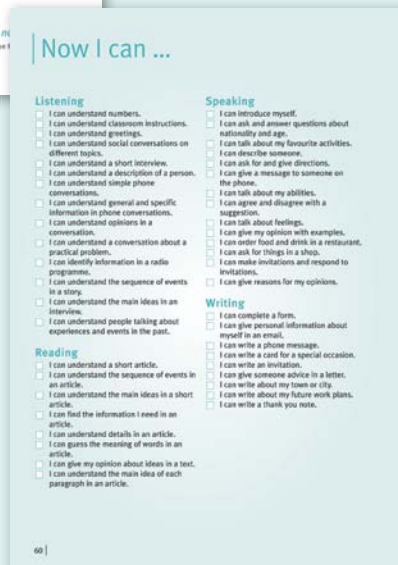 Now I can ...
Listening
I can understand numbers.
I can understand classroom instructions.
I can understand greetings.
I can understand social conversations on
different topics.
I can understand a short interview.
I can understand a description of a person.
I can understand simple phone
conversations.
I can understand general and specific
information in phone conversations.
I can understand opinions in a
conversation.
I can understand a conversation about a
practical problem.
I can identify information in a radio
programme.
I can understand the sequence of events
in a story.
I can understand the main ideas in an
interview.
I can understand people talking about
experiences and events in the past.
Reading
I can understand a short article.
I can understand the sequence of events in
an article.
I can understand the main ideas in a short
article.
I can find the information I need in an
article.
I can understand details in an article.
I can guess the meaning of words in an
article.
I can give my opinion about ideas in a text.
I can understand the main idea of each
paragraph in an article.
Speaking
I can introduce myself.
I can ask and answer questions about
nationality and age.
I can talk about my favourite activities.
I can describe someone.
I can ask for and give directions.
I can give a message to someone on
the phone.
I can talk about my abilities.
I can agree and disagree with a
suggestion.
I can talk about feelings.
I can give my opinion with examples.
I can order food and drink in a restaurant.
I can ask for things in a shop.
I can make invitations and respond to
invitations.
I can give reasons for my opinions.
Writing
I can complete a form.
I can give personal information about
myself in an email.
I can write a phone message.
I can write a card for a special occasion.
I can write an invitation.
I can give someone advice in a letter.
I can write about my town or city.
I can write about my future work plans.
I can write a thank you note.
60